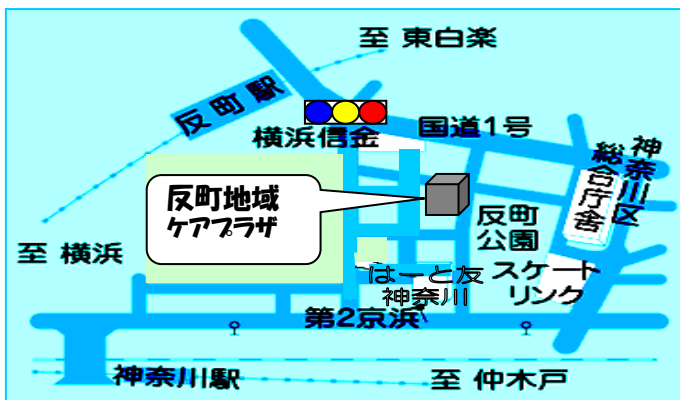 至 東白楽
反町駅
横浜信金
国道1号
神奈川区
総合庁舎
反町地域
ケアプラザ
反町
公園
至 横浜
はーと友
神奈川
スケート
リンク
第2京浜
神奈川駅
至 仲木戸